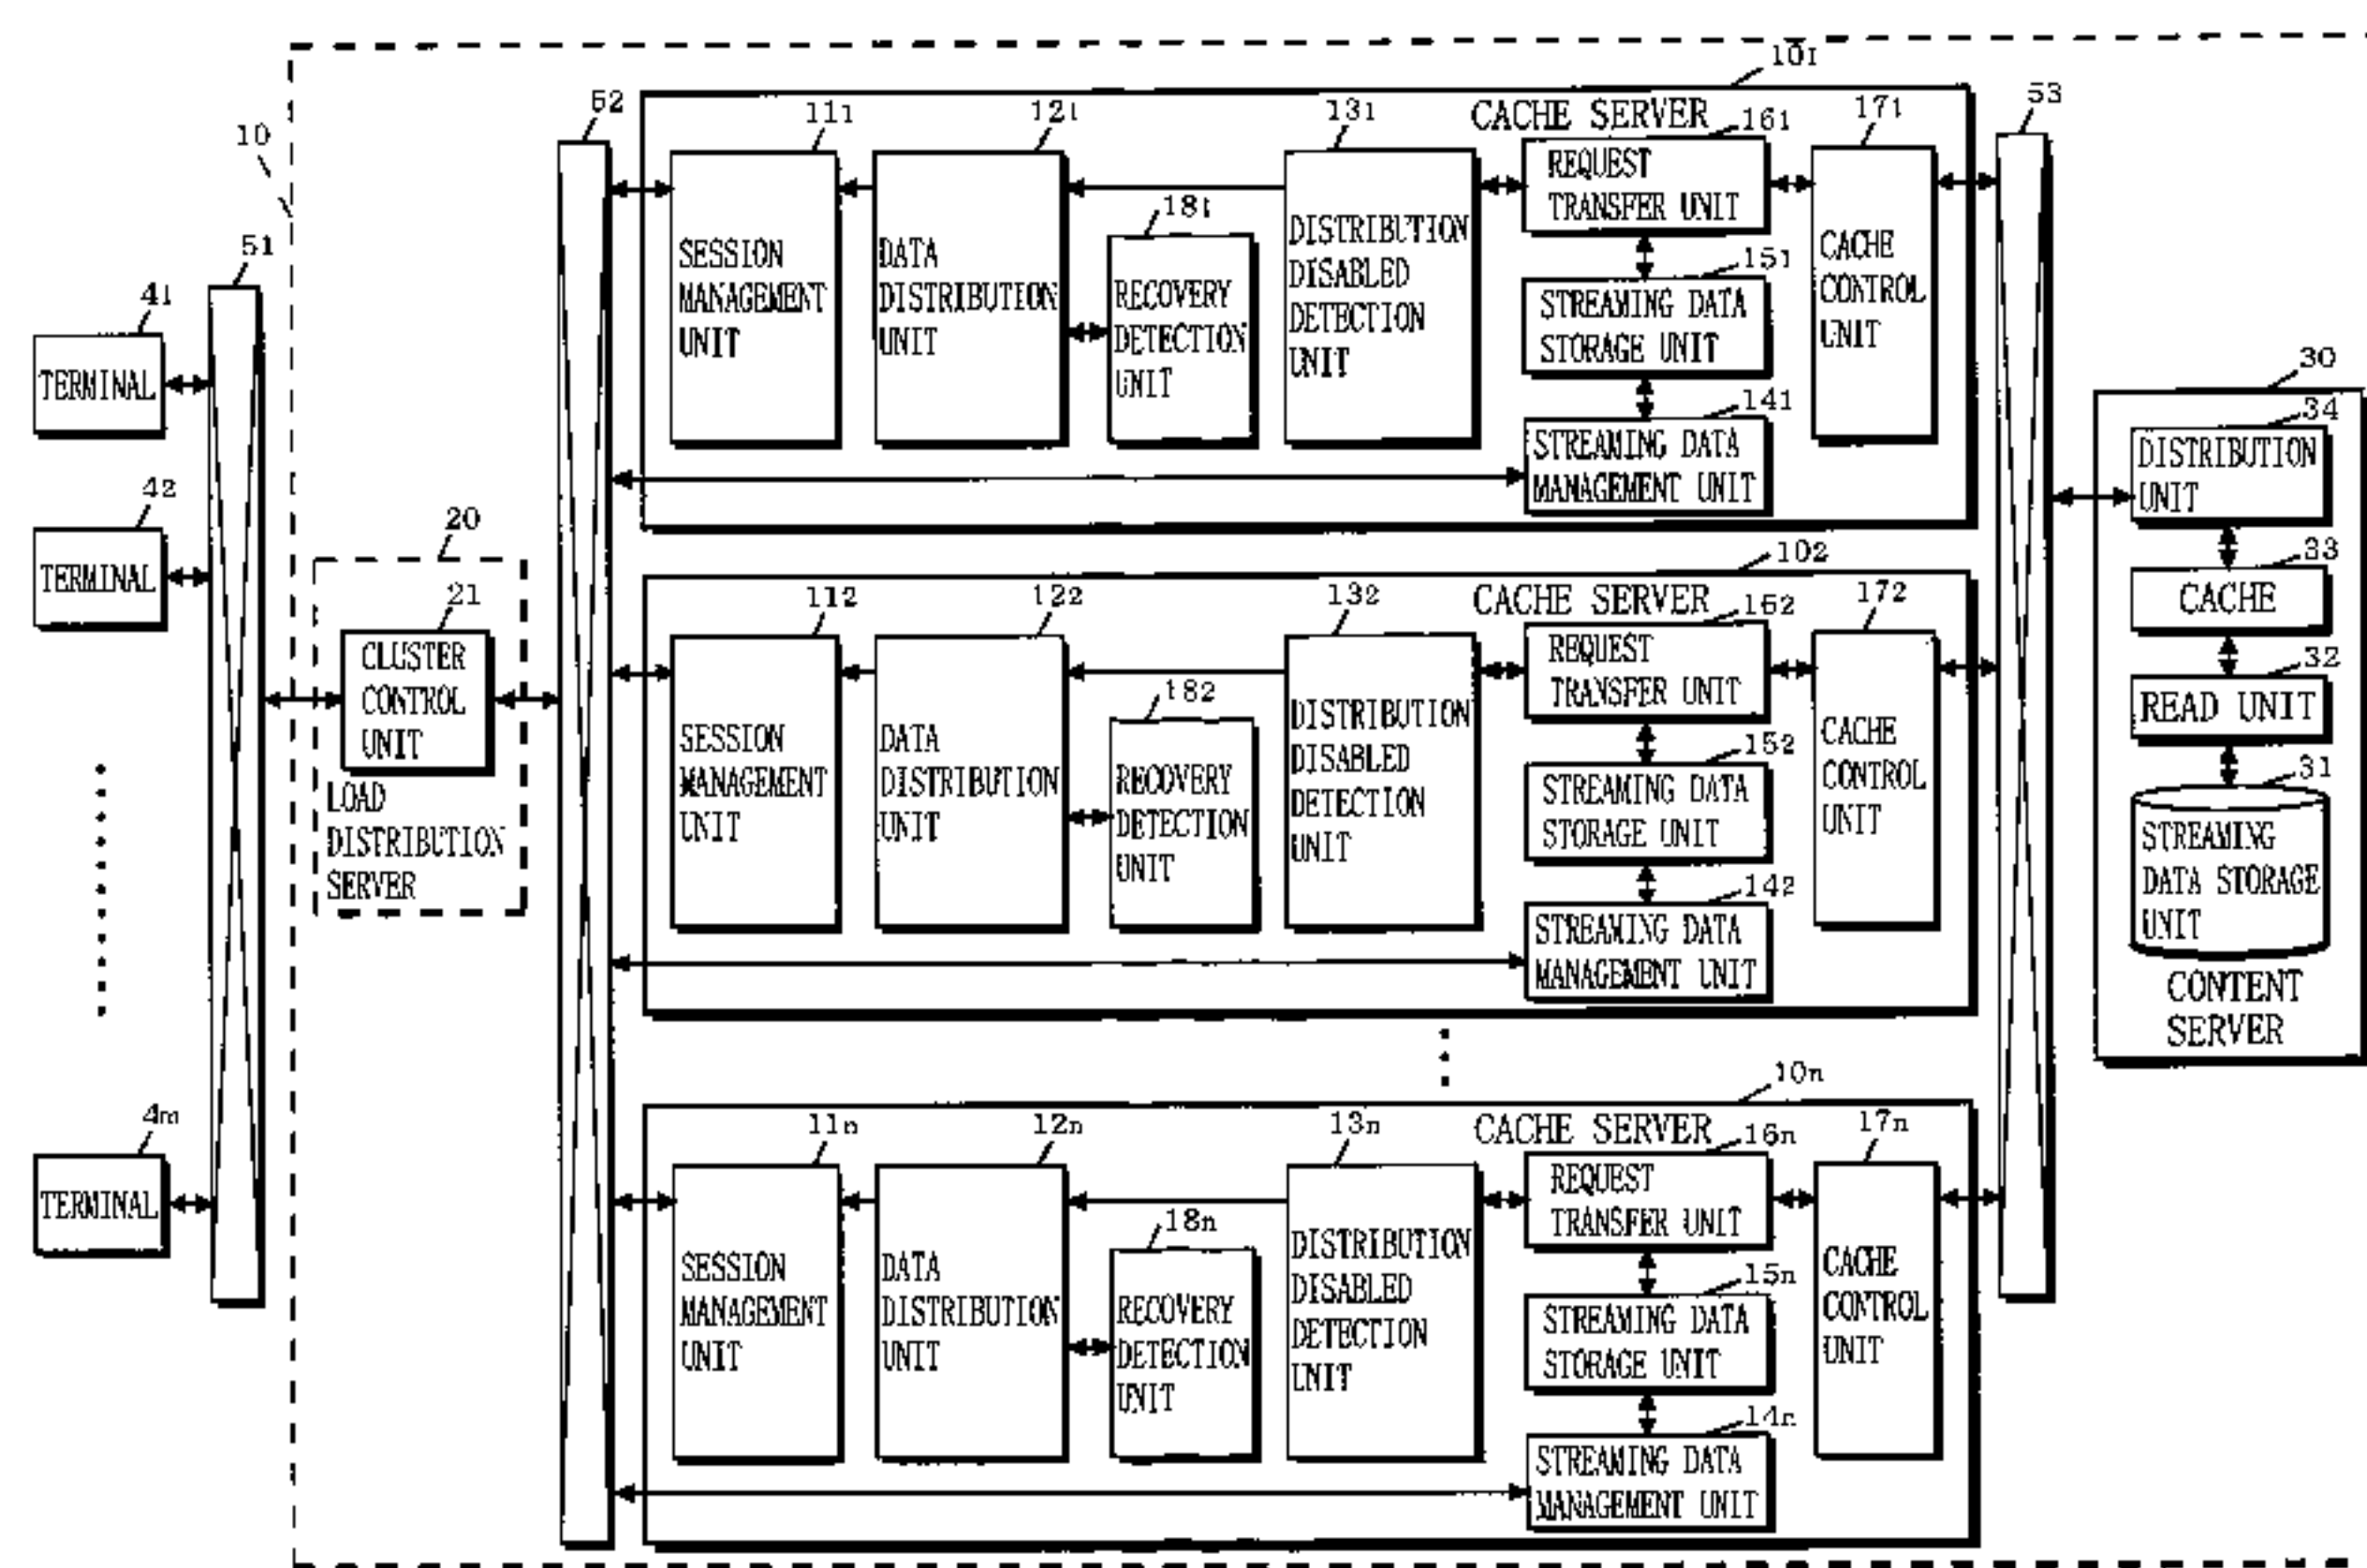 10
51
41
TERMINAL
42
TERMINAL
4m
TERMINAL
20
21
CLUSTER
CONTROL
UNIT
LOAD
DISTRIBUTION
SERVER
52
101
CACHE SERVER
111
SESSION
MANAGEMENT
UNIT
121
DATA
DISTRIBUTION
UNIT
181
RECOVERY
DETECTION
UNIT
131
DISTRIBUTION
DISABLED
DETECTION
UNIT
161
REQUEST
TRANSFER UNIT
151
STREAMING DATA
STORAGE UNIT
141
STREAMING DATA
MANAGEMENT UNIT
171
CACHE
CONTROL
UNIT
102
CACHE SERVER
112
SESSION
MANAGEMENT
UNIT
122
DATA
DISTRIBUTION
UNIT
182
RECOVERY
DETECTION
UNIT
132
DISTRIBUTION
DISABLED
DETECTION
UNIT
162
REQUEST
TRANSFER UNIT
152
STREAMING DATA
STORAGE UNIT
142
STREAMING DATA
MANAGEMENT UNIT
172
CACHE
CONTROL
UNIT
10n
CACHE SERVER
11n
SESSION
MANAGEMENT
UNIT
12n
DATA
DISTRIBUTION
UNIT
18n
RECOVERY
DETECTION
UNIT
13n
DISTRIBUTION
DISABLED
DETECTION
UNIT
16n
REQUEST
TRANSFER UNIT
15n
STREAMING DATA
STORAGE UNIT
14n
STREAMING DATA
MANAGEMENT UNIT
17n
CACHE
CONTROL
UNIT
53
30
34
DISTRIBUTION
UNIT
33
CACHE
32
READ UNIT
31
STREAMING
DATA STORAGE
UNIT
CONTENT
SERVER